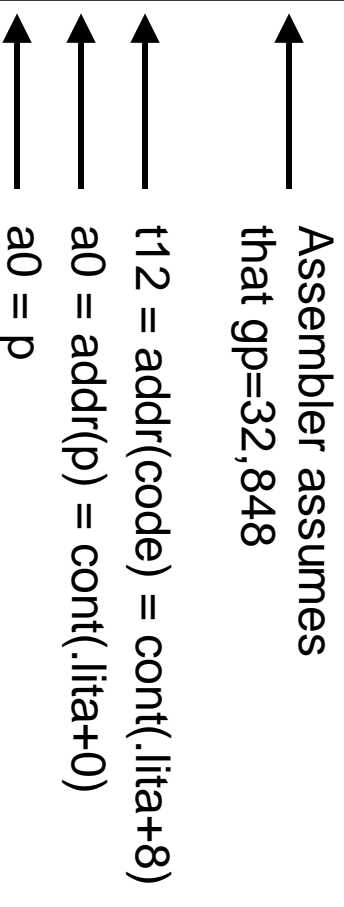 Assembler assumes
that gp=32,848
t12 = addr(code) = cont(.lita+8)
a0 = addr(p) = cont(.lita+0)
a0 = p